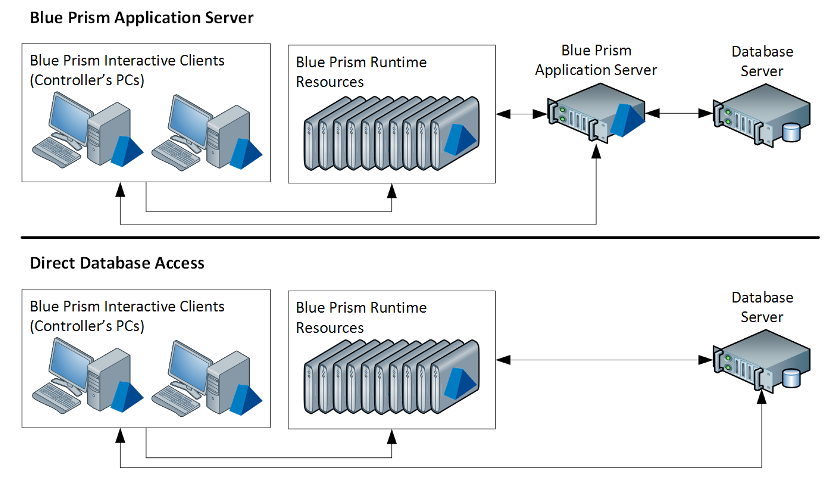 Blue Prism Application Server
Blue Prism Interactive Clients
(Controller's PCs)
Blue Prism Runtime
Resources
Blue Prism
Application Server
Database
Server
Direct Database Access
Blue Prism Interactive Clients
(Controller's PCs)
Blue Prism Runtime
Resources
Database
Server